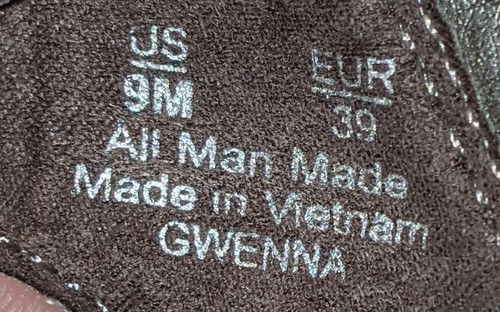 US EUR
9M 39
All Man Made
Made in Vietnam
GWENNA